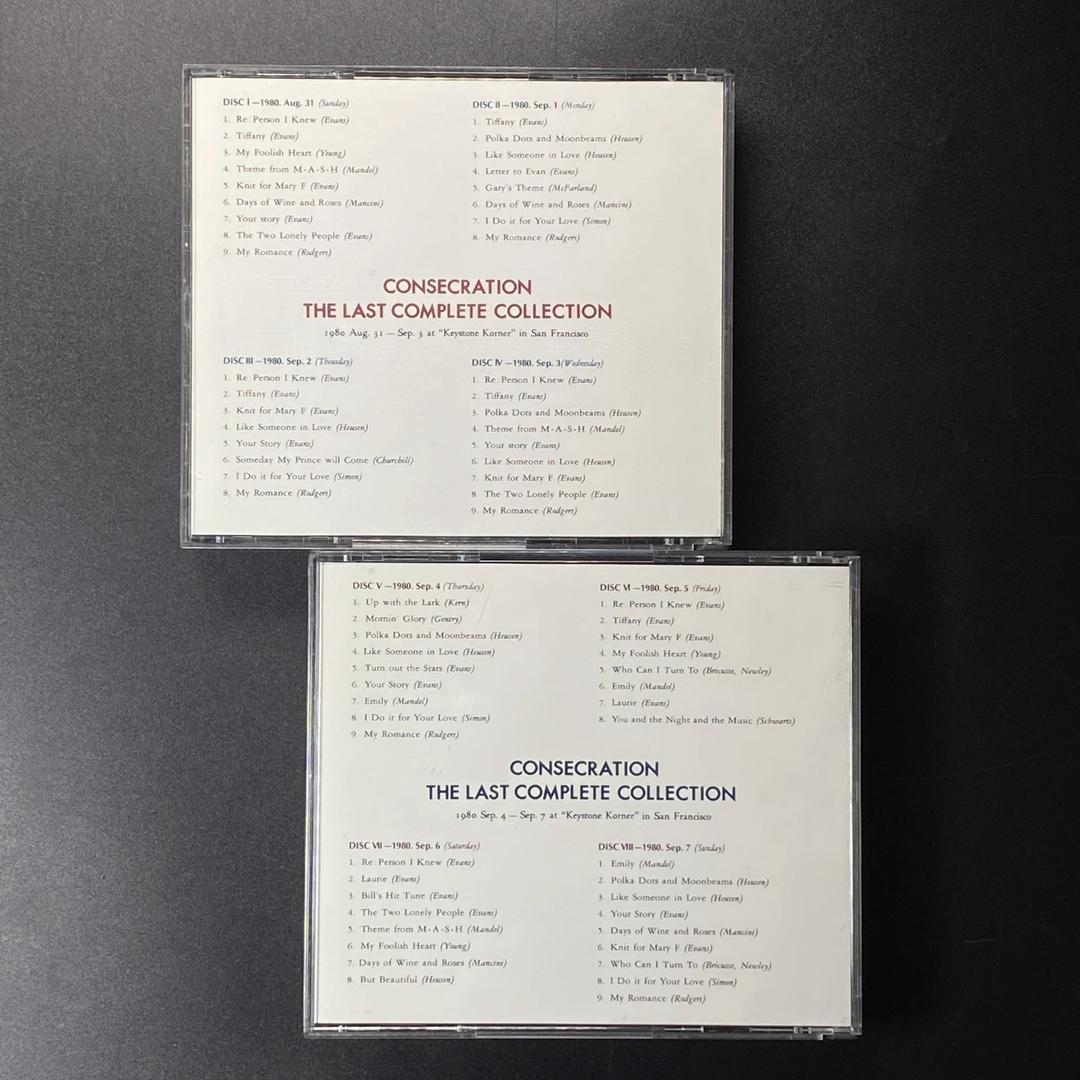 DISC I —1980. Aug. 31 (Sunday)
1. Re: Person I Knew (Evans)
2. Tiffany (Evans)
3. My Foolish Heart (Young)
4. Theme from M·A·S·H (Mandel)
5. Knit for Mary F (Evans)
6. Days of Wine and Roses (Mancini)
7. Your story (Evans)
8. The Two Lonely People (Evans)
9. My Romance (Rodgers)
DISC II —1980. Sep. 1 (Monday)
1. Tiffany (Evans)
2. Polka Dots and Moonbeams (Heusen)
3. Like Someone in Love (Heusen)
4. Letter to Evan (Evans)
5. Gary's Theme (McFarland)
6. Days of Wine and Roses (Mancini)
7. I Do it for Your Love (Simon)
8. My Romance (Rodgers)
CONSECRATION
THE LAST COMPLETE COLLECTION
1980 Aug. 31 — Sep. 3 at "Keystone Korner" in San Francisco
DISC III —1980. Sep. 2 (Theusday)
1. Re: Person I Knew (Evans)
2. Tiffany (Evans)
3. Knit for Mary F (Evans)
4. Like Someone in Love (Heusen)
5. Your Story (Evans)
6. Someday My Prince will Come (Churchill)
7. I Do it for Your Love (Simon)
8. My Romance (Rodgers)
DISC IV —1980. Sep. 3(Wednesday)
1. Re: Person I Knew (Evans)
2. Tiffany (Evans)
3. Polka Dots and Moonbeams (Heusen)
4. Theme from M·A·S·H (Mandel)
5. Your story (Evans)
6. Like Someone in Love (Heusen)
7. Knit for Mary F (Evans)
8. The Two Lonely People (Evans)
9. My Romance (Rodgers)
DISC V —1980. Sep. 4 (Thursday)
1. Up with the Lark (Kern)
2. Mornin' Glory (Gentry)
3. Polka Dots and Moonbeams (Heusen)
4. Like Someone in Love (Heusen)
5. Turn out the Stars (Evans)
6. Your Story (Evans)
7. Emily (Mandel)
8. I Do it for Your Love (Simon)
9. My Romance (Rodgers)
DISC VI —1980. Sep. 5 (Friday)
1. Re: Person I Knew (Evans)
2. Tiffany (Evans)
3. Knit for Mary F (Evans)
4. My Foolish Heart (Young)
5. Who Can I Turn To (Bricusse, Newley)
6. Emily (Mandel)
7. Laurie (Evans)
8. You and the Night and the Music (Schwarts)
CONSECRATION
THE LAST COMPLETE COLLECTION
1980 Sep. 4 — Sep. 7 at "Keystone Korner" in San Francisco
DISC VII —1980. Sep. 6 (Saturday)
1. Re: Person I Knew (Evans)
2. Laurie (Evans)
3. Bill's Hit Tune (Evans)
4. The Two Lonely People (Evans)
5. Theme from M·A·S·H (Mandel)
6. My Foolish Heart (Young)
7. Days of Wine and Roses (Mancini)
8. But Beautiful (Heusen)
DISC VIII—1980. Sep. 7 (Sunday)
1. Emily (Mandel)
2. Polka Dots and Moonbeams (Heusen)
3. Like Someone in Love (Heusen)
4. Your Story (Evans)
5. Days of Wine and Roses (Mancini)
6. Knit for Mary F (Evans)
7. Who Can I Turn To (Bricusse, Newley)
8. I Do it for Your Love (Simon)
9. My Romance (Rodgers)